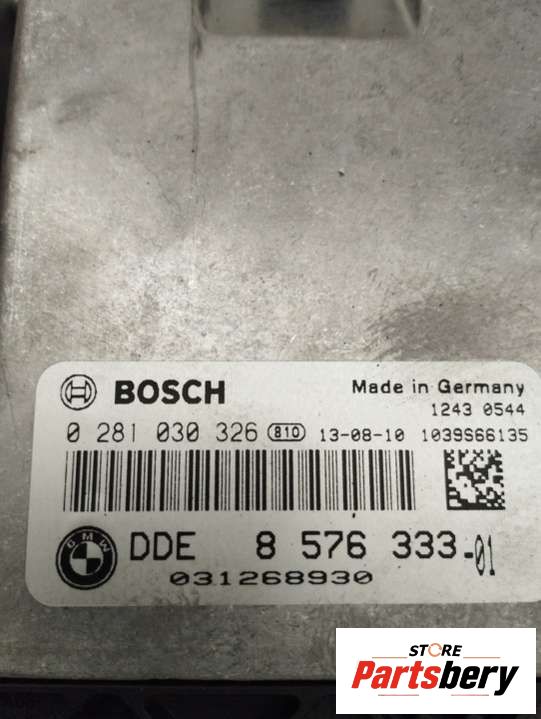 BOSCH Made in Germany
1243 0544
0 281 030 326 810 13-08-10 1039S66135
BMW DDE 8 576 333-01
031268930
STORE
Partsbery